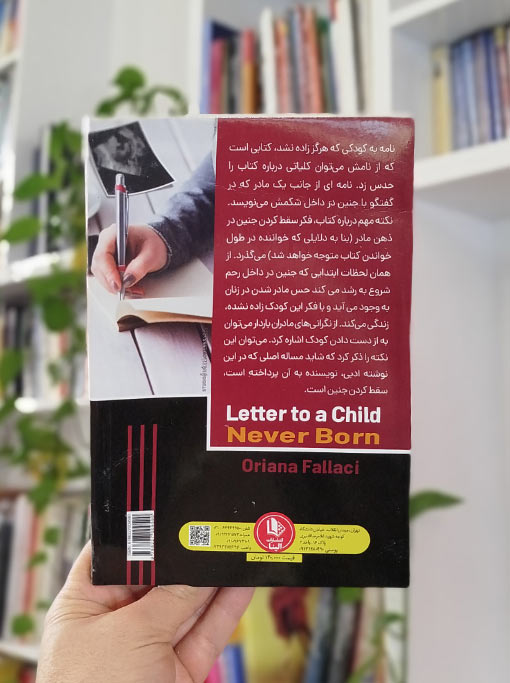 نامه به کودکی که هرگز زاده نشد، کتابی است
که از نامش می‌توان کلیاتی درباره کتاب را
حدس زد. نامه ای از جانب یک مادر که در
گفتگو با جنین در داخل شکمش می‌نویسد.
نکته مهم درباره کتاب، فکر سقط کردن جنین در
ذهن مادر (بنا به دلایلی که خواننده در طول
خواندن کتاب متوجه خواهد شد) می‌گذرد. از
همان لحظات ابتدایی که جنین در داخل رحم
شروع به رشد می کند حس مادر شدن در زنان
به وجود می آید و با فکر این کودک زاده نشده،
زندگی می‌کند. از نگرانی‌های مادران باردار می‌توان
به از دست دادن کودک اشاره کرد. می‌توان این
نکته را ذکر کرد که شاید مساله اصلی که در این
نوشته ادبی، نویسنده به آن پرداخته است،
سقط کردن جنین است.
Letter to a Child
Never Born
Oriana Fallaci
انتشارات
الینا